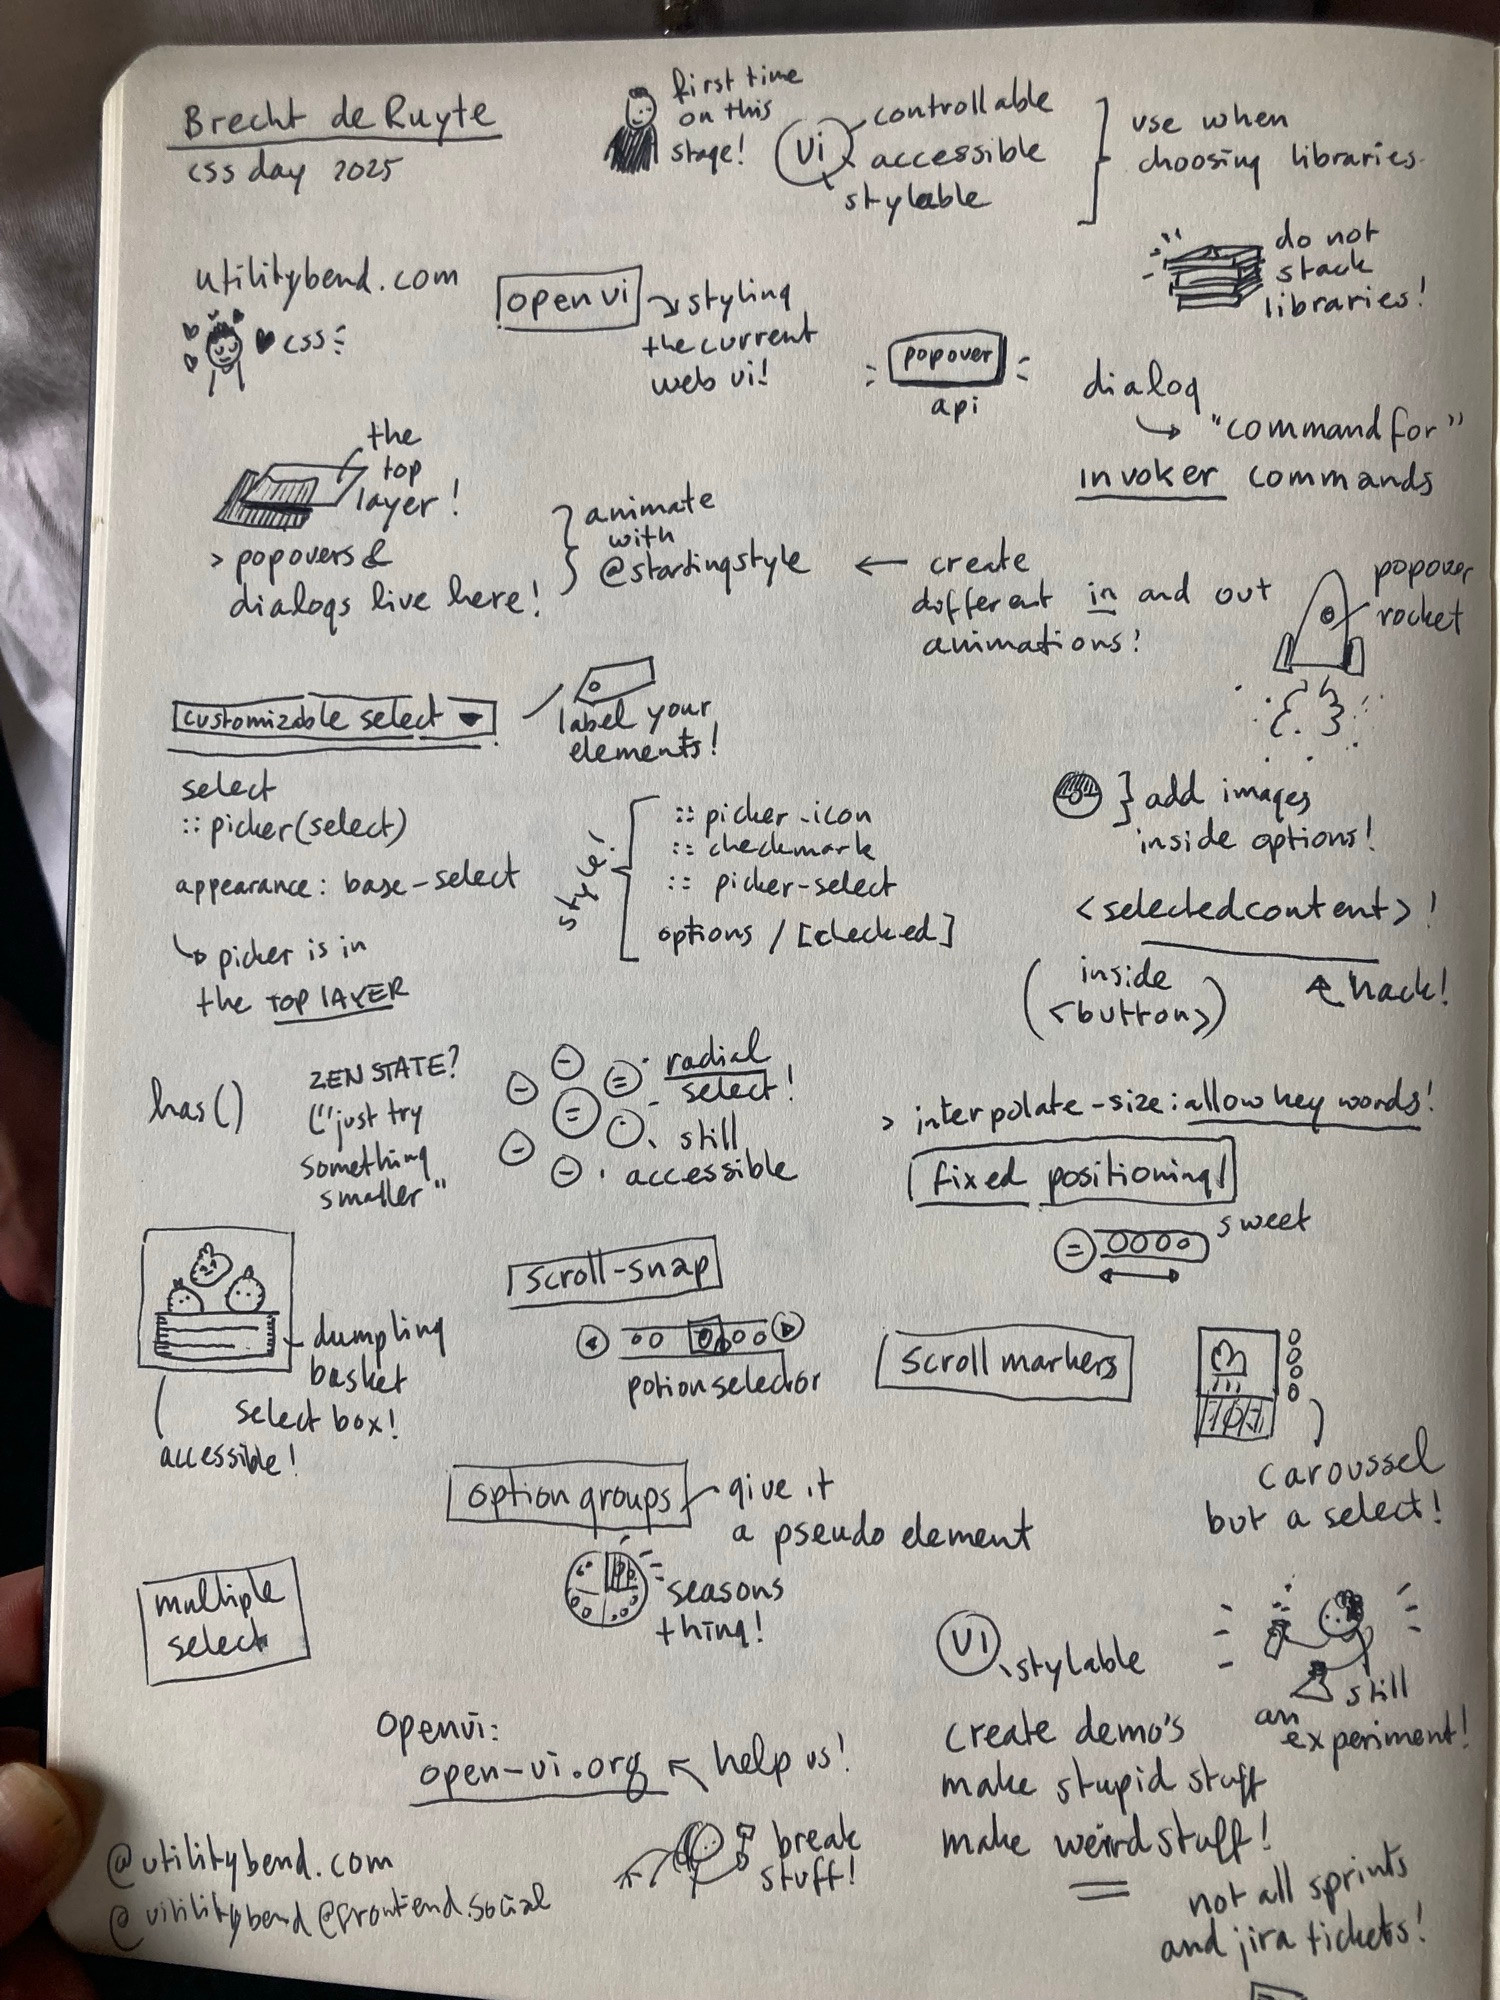 Brecht de Ruyte
css day 2025
first time
on this
stage!
UI
controllable
accessible
stylable
use when
choosing libraries
do not
stack
libraries!
utilitybend.com
css
open ui
styling
the current
web ui!
popover
api
dialog
"commandfor"
invoker commands
the
top
layer!
> popovers &
dialogs live here!
animate
with
@startingstyle
← create
different in and out
animations!
popover
rocket
customizable select
label your
elements!
select
::picker(select)
appearance: base-select
picker is in
the TOP LAYER
style!
::picker-icon
::checkmark
::picker-select
options / [checked]
} add images
inside options!
<selectedcontent>!
(inside
<button>)
hack!
has()
ZEN STATE?
("just try
something
smaller"
radial
select!
still
accessible
> interpolate-size: allow key words!
fixed positioning!
sweet
dumpling
basket
select box!
accessible!
scroll-snap
potion selector
scroll markers
caroussel
but a select!
option groups
give it
a pseudo element
seasons
thing!
multiple
select
UI
stylable
still
an
experiment!
openui:
open-ui.org
help us!
create demo's
make stupid stuff
make weird stuff!
break
stuff!
@utilitybend.com
@utilitybend@frontend.social
not all sprints
and jira tickets!